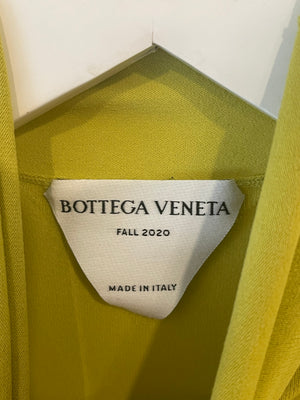 BOTTEGA VENETA
FALL 2020
MADE IN ITALY